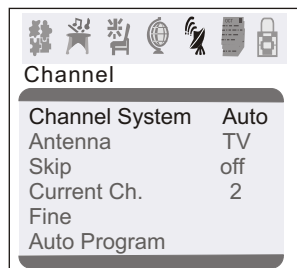 Channel
Channel System Auto
Antenna TV
Skip off
Current Ch. 2
Fine
Auto Program